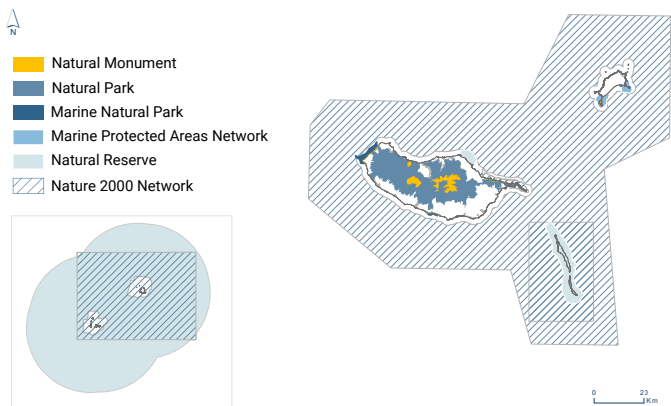 N
Natural Monument
Natural Park
Marine Natural Park
Marine Protected Areas Network
Natural Reserve
Nature 2000 Network
0 20
Km